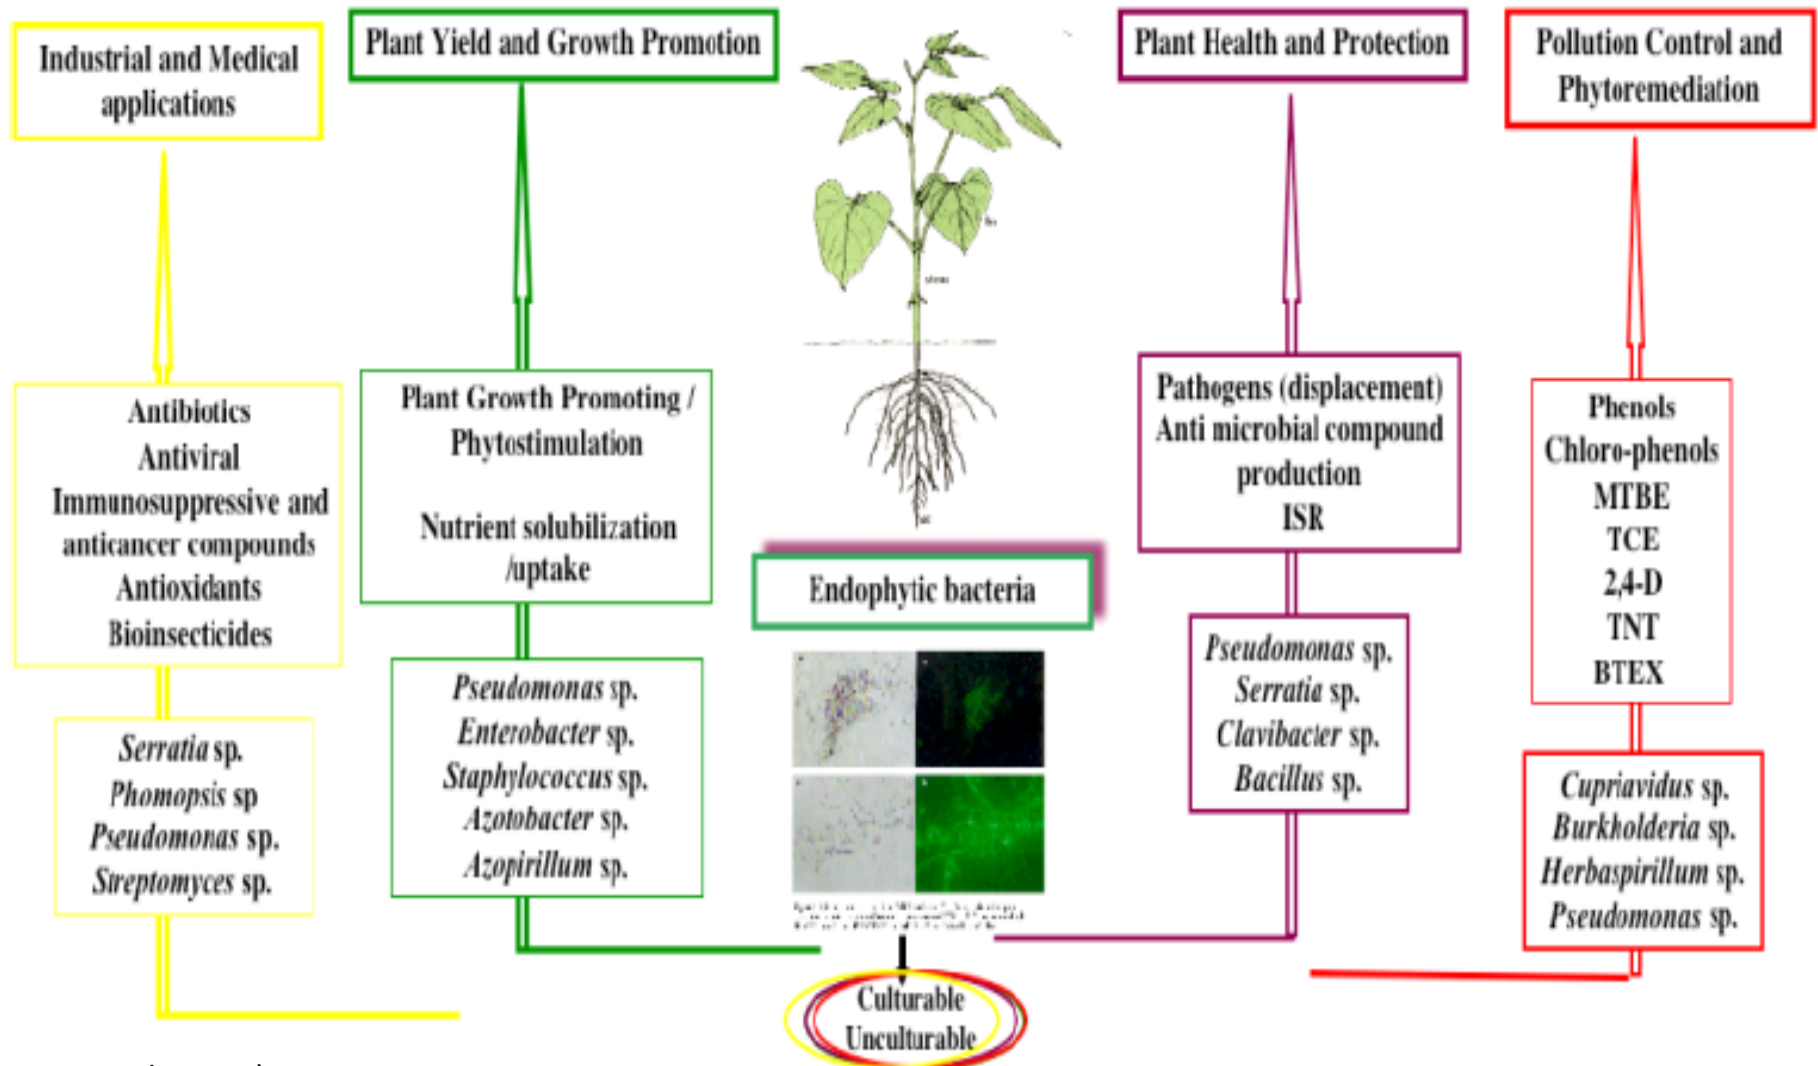 Industrial and Medical
applications
Antibiotics
Antiviral
Immunosuppressive and
anticancer compounds
Antioxidants
Bioinsecticides
Serratia sp.
Phomopsis sp
Pseudomonas sp.
Streptomyces sp.
Plant Yield and Growth Promotion
Plant Growth Promoting /
Phytostimulation
Nutrient solubilization
/uptake
Pseudomonas sp.
Enterobacter sp.
Staphylococcus sp.
Azotobacter sp.
Azopirillum sp.
Endophytic bacteria
Culturable
Unculturable
Plant Health and Protection
Pathogens (displacement)
Anti microbial compound
production
ISR
Pseudomonas sp.
Serratia sp.
Clavibacter sp.
Bacillus sp.
Pollution Control and
Phytoremediation
Phenols
Chloro-phenols
MTBE
TCE
2,4-D
TNT
BTEX
Cupriavidus sp.
Burkholderia sp.
Herbaspirillum sp.
Pseudomonas sp.